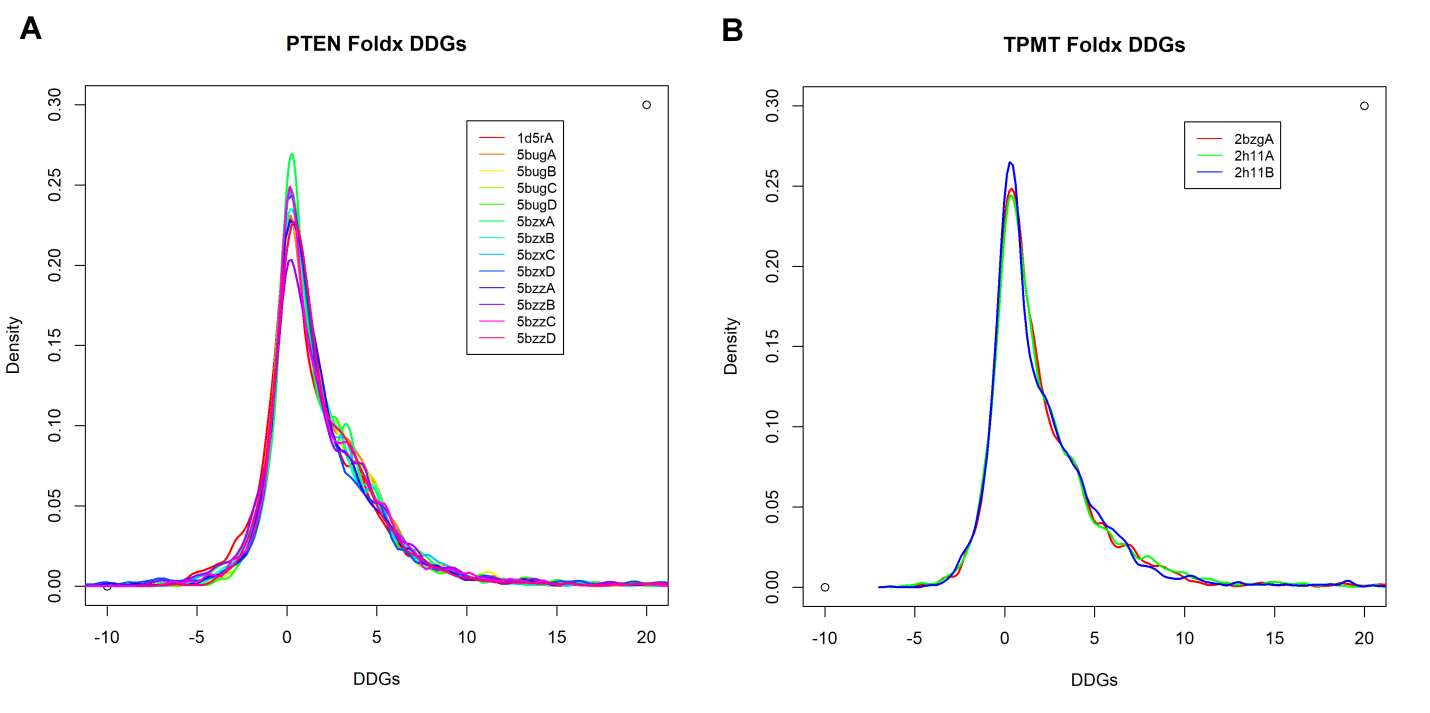 A
PTEN Foldx DDGs
Density
0.30
0.25
0.20
0.15
0.10
0.05
0.00
1d5rA
5bugA
5bugB
5bugC
5bugD
5bzxA
5bzxB
5bzxC
5bzxD
5bzzA
5bzzB
5bzzC
5bzzD
-10 -5 0 5 10 15 20
DDGs
B
TPMT Foldx DDGs
Density
0.30
0.25
0.20
0.15
0.10
0.05
0.00
2bzgA
2h11A
2h11B
-10 -5 0 5 10 15 20
DDGs